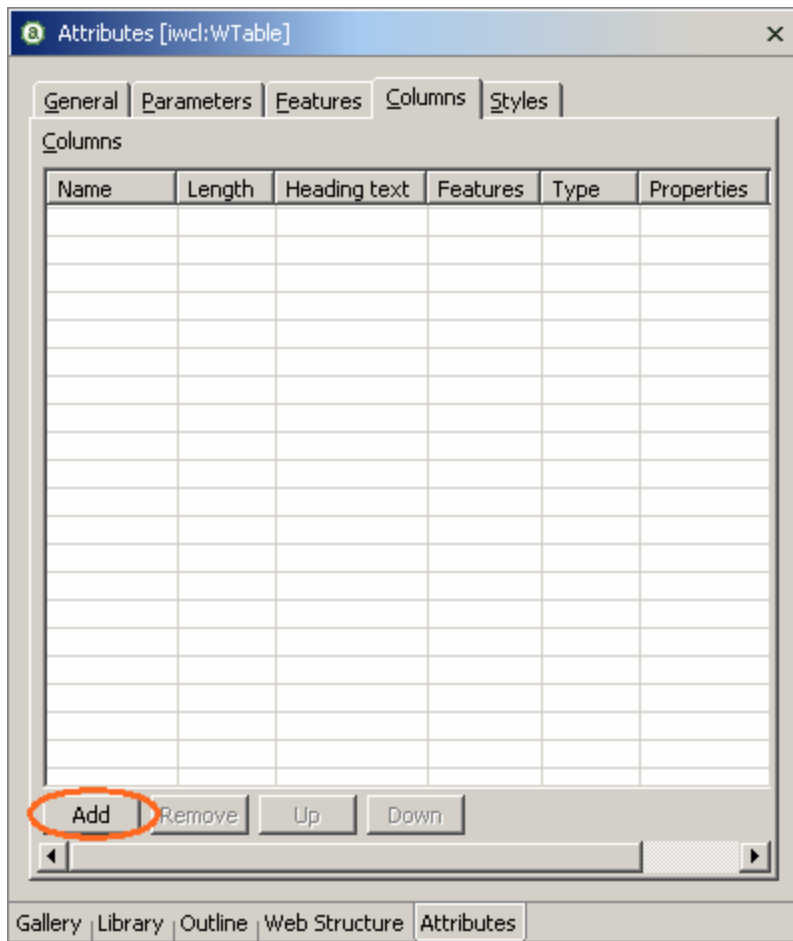 Attributes [iwcl:WTable]
General Parameters Features Columns Styles
Columns
Name Length Heading text Features Type Properties
Add Remove Up Down
Gallery Library Outline Web Structure Attributes